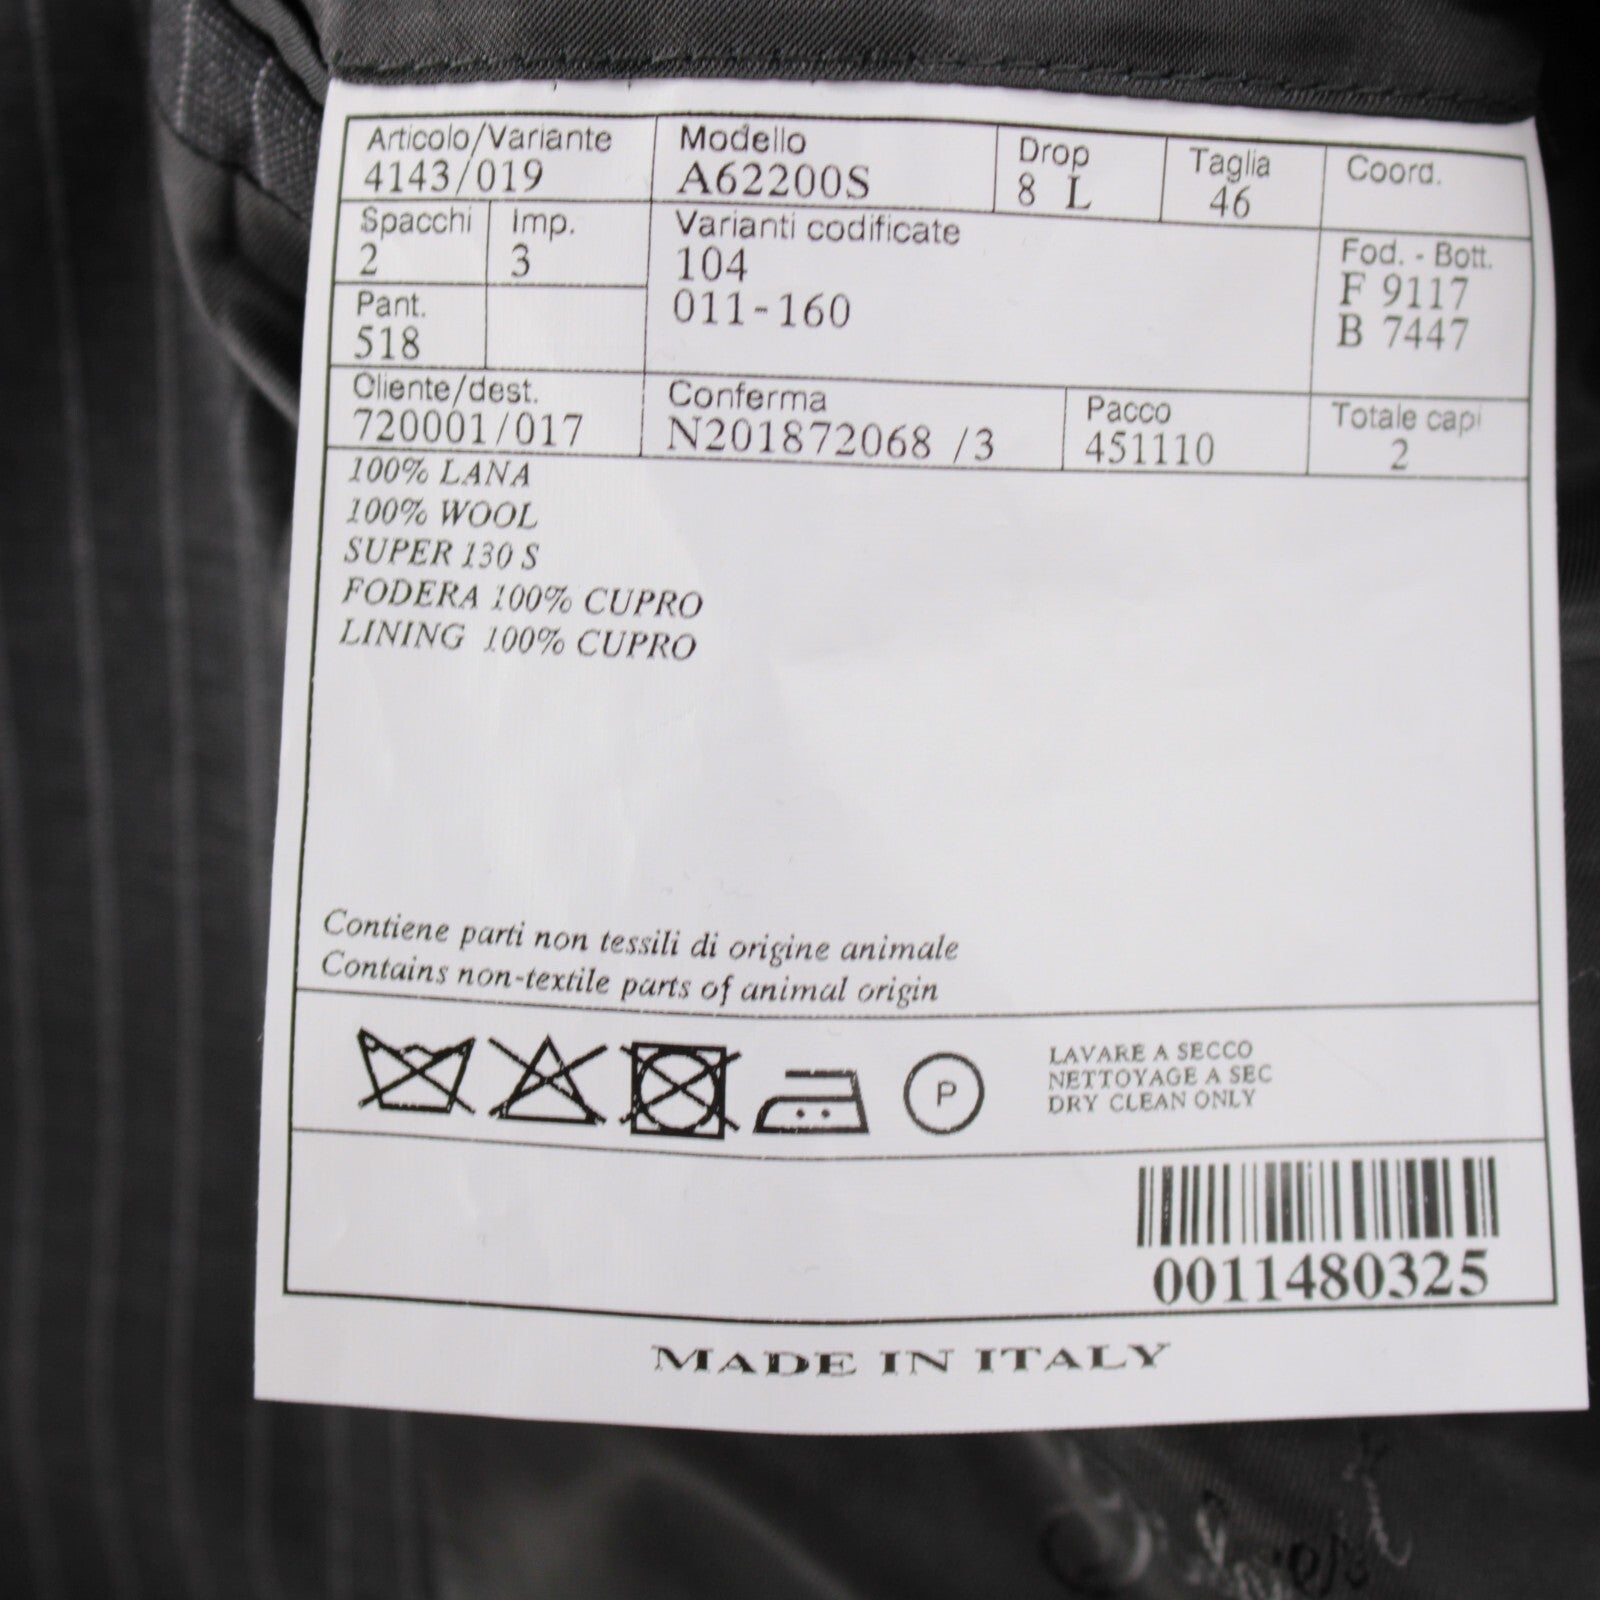 Articolo/Variante Modello Drop Taglia Coord.
4143/019 A62200S 8 L 46
Spacchi Imp. Varianti codificate Fod. - Bott.
2 3 104 F 9117
Pant. 011-160 B 7447
518
Cliente/dest. Conferma Pacco Totale capi
720001/017 N201872068 /3 451110 2
100% LANA
100% WOOL
SUPER 130 S
FODERA 100% CUPRO
LINING 100% CUPRO
Contiene parti non tessili di origine animale
Contains non-textile parts of animal origin
P
LAVARE A SECCO
NETTOYAGE A SEC
DRY CLEAN ONLY
0011480325
MADE IN ITALY